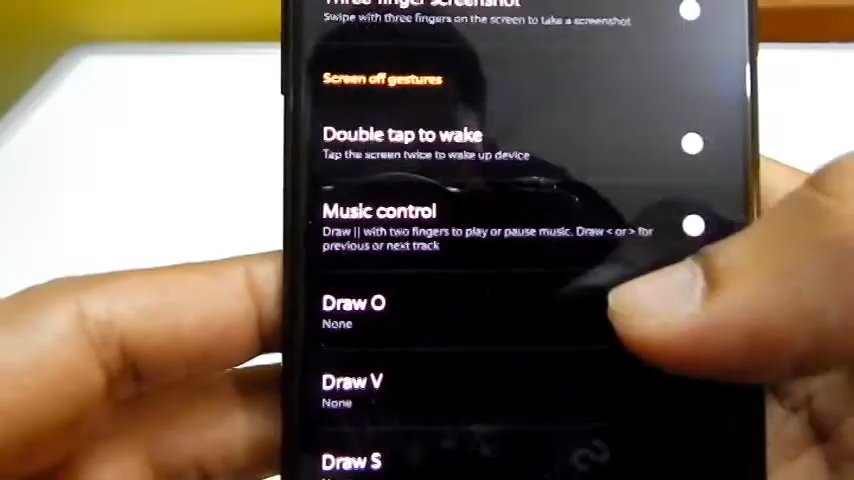 Three finger screenshot
Swipe with three fingers on the screen to take a screenshot
Screen off gestures
Double tap to wake
Tap the screen twice to wake up device
Music control
Draw || with two fingers to play or pause music. Draw < or > for
previous or next track
Draw O
None
Draw V
None
Draw S